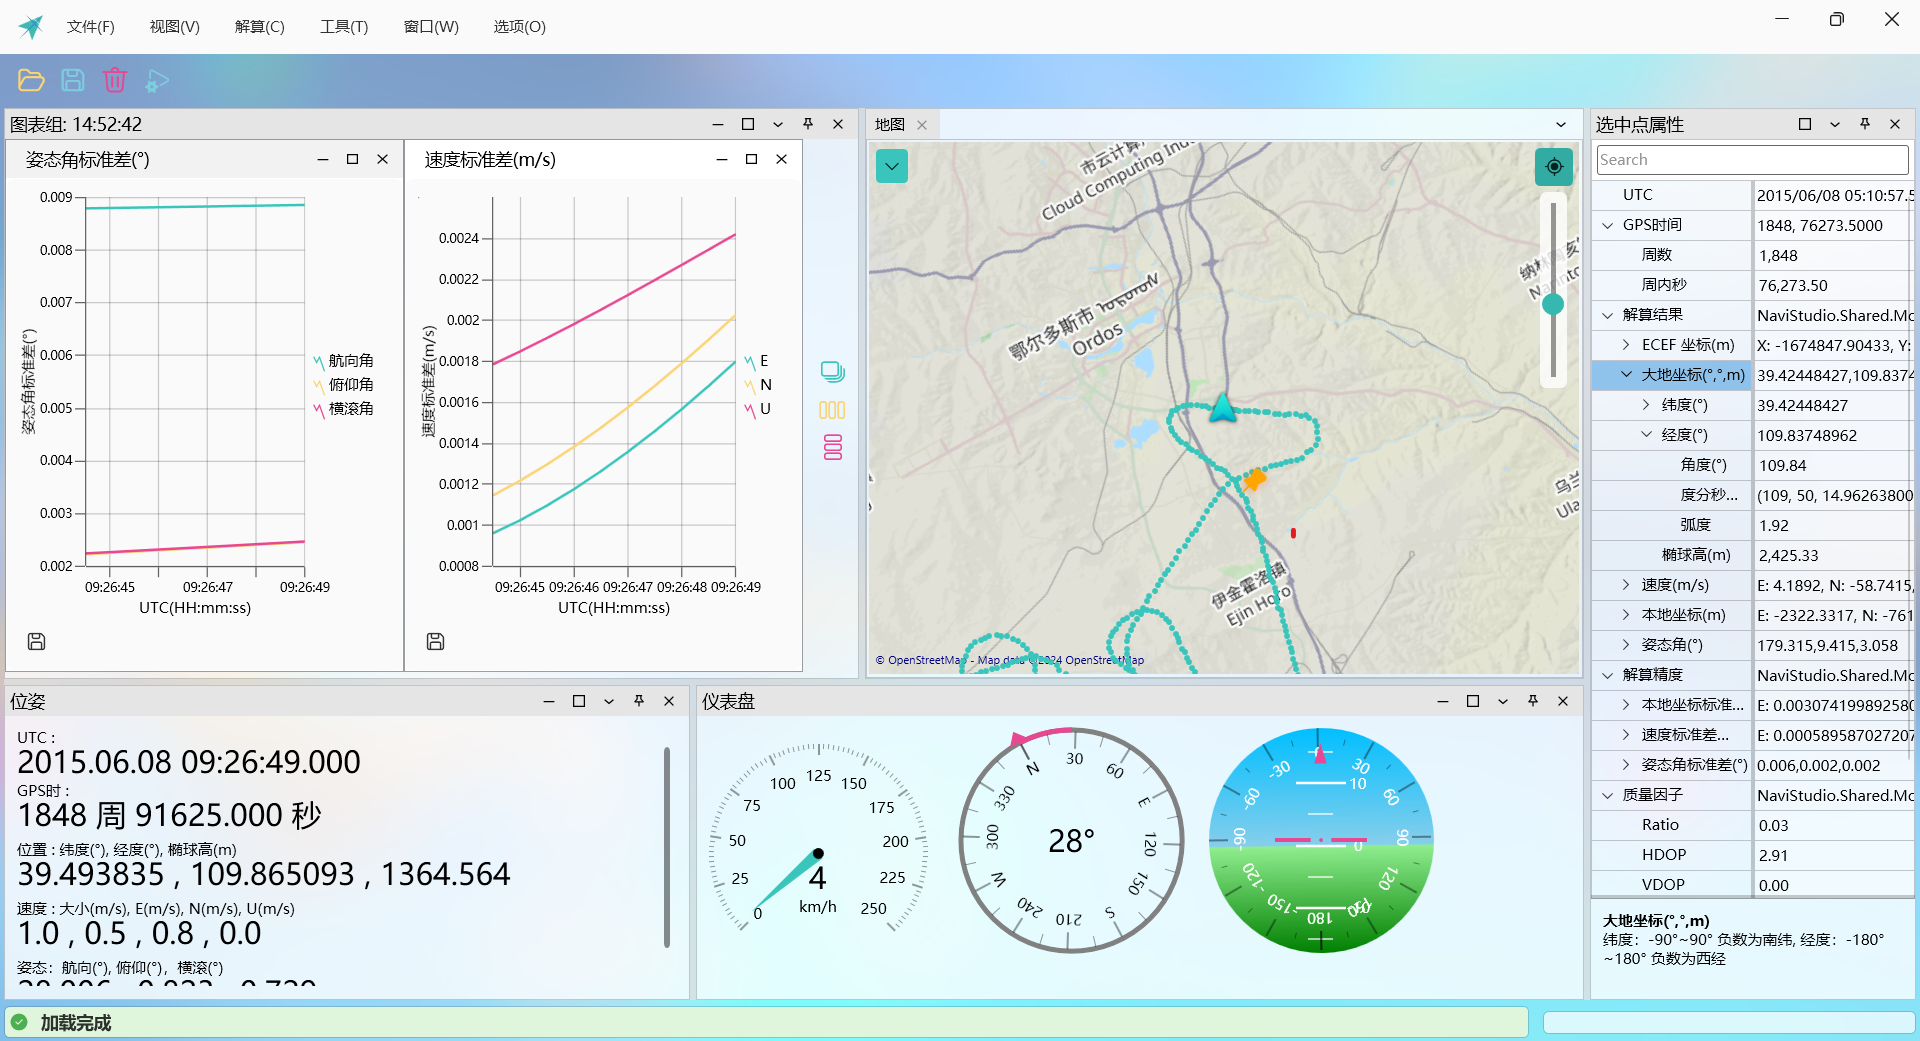 文件(F) 视图(V) 解算(C) 工具(T) 窗口(W) 选项(O)
图表组: 14:52:42
姿态角标准差(°)
0.009
0.008
0.007
0.006
0.005
0.004
0.003
0.002
姿态角标准差(°)
09:26:45 09:26:47 09:26:49
UTC(HH:mm:ss)
航向角
俯仰角
横滚角
速度标准差(m/s)
0.0024
0.0022
0.002
0.0018
0.0016
0.0014
0.0012
0.001
0.0008
速度标准差(m/s)
09:26:45 09:26:46 09:26:47 09:26:48 09:26:49
UTC(HH:mm:ss)
E
N
U
地图
市云计算
Cloud Computing Indu
鄂尔多斯市
Ordos
伊金霍洛镇
Ejin Horo
乌兰
Ula
© OpenStreetMap - Map data ©2024 OpenStreetMap
选中点属性
Search
UTC 2015/06/08 05:10:57.5
GPS时间 1848, 76273.5000
周数 1,848
周内秒 76,273.50
解算结果 NaviStudio.Shared.Mo
ECEF 坐标(m) X: -1674847.90433, Y:
大地坐标(°,°,m) 39.42448427,109.8374
纬度(°) 39.42448427
经度(°) 109.83748962
角度(°) 109.84
度分秒... (109, 50, 14.96263800
弧度 1.92
椭球高(m) 2,425.33
速度(m/s) E: 4.1892, N: -58.7415,
本地坐标(m) E: -2322.3317, N: -761
姿态角(°) 179.315,9.415,3.058
解算精度 NaviStudio.Shared.Mo
本地坐标标准... E: 0.003074199892580
速度标准差... E: 0.000589587027207
姿态角标准差(°) 0.006,0.002,0.002
质量因子 NaviStudio.Shared.Mo
Ratio 0.03
HDOP 2.91
VDOP 0.00
大地坐标(°,°,m)
纬度：-90°~90° 负数为南纬, 经度：-180°
~180° 负数为西经
位姿
UTC :
2015.06.08 09:26:49.000
GPS时 :
1848 周 91625.000 秒
位置 : 纬度(°), 经度(°), 椭球高(m)
39.493835 , 109.865093 , 1364.564
速度 : 大小(m/s), E(m/s), N(m/s), U(m/s)
1.0 , 0.5 , 0.8 , 0.0
姿态：航向(°), 俯仰(°)，横滚(°)
仪表盘
0 25 50 75 100 125 150 175 200 225 250
4
km/h
N 30 60 E 120 150 S 210 240 W 300 330
28°
-90 -60 -30 0 30 60 90 120 150 180 -150 -120
10
0
加载完成